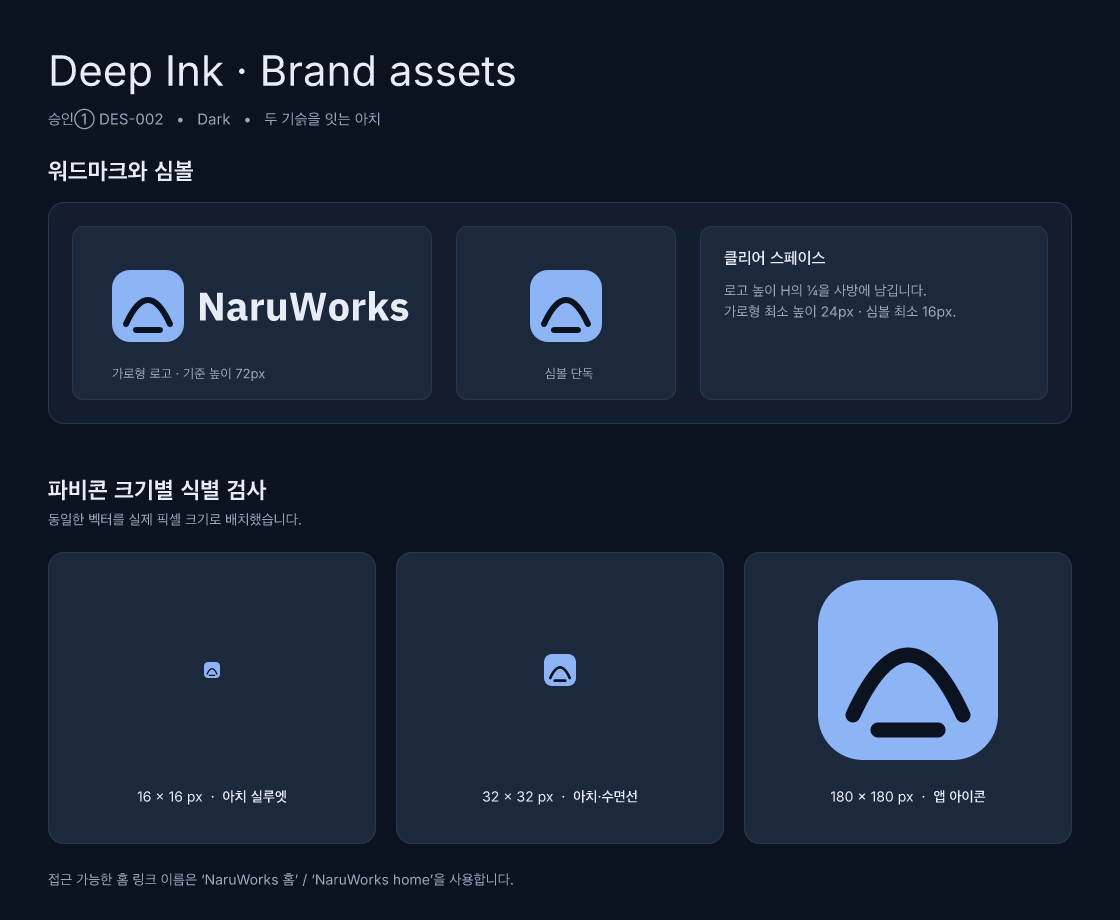 Deep Ink · Brand assets
승인① DES-002 • Dark • 두 기슭을 잇는 아치
워드마크와 심볼
NaruWorks
가로형 로고 · 기준 높이 72px
심볼 단독
클리어 스페이스
로고 높이 H의 ¼을 사방에 남깁니다.
가로형 최소 높이 24px · 심볼 최소 16px.
파비콘 크기별 식별 검사
동일한 벡터를 실제 픽셀 크기로 배치했습니다.
16 × 16 px · 아치 실루엣
32 × 32 px · 아치·수면선
180 × 180 px · 앱 아이콘
접근 가능한 홈 링크 이름은 ‘NaruWorks 홈’ / ‘NaruWorks home’을 사용합니다.